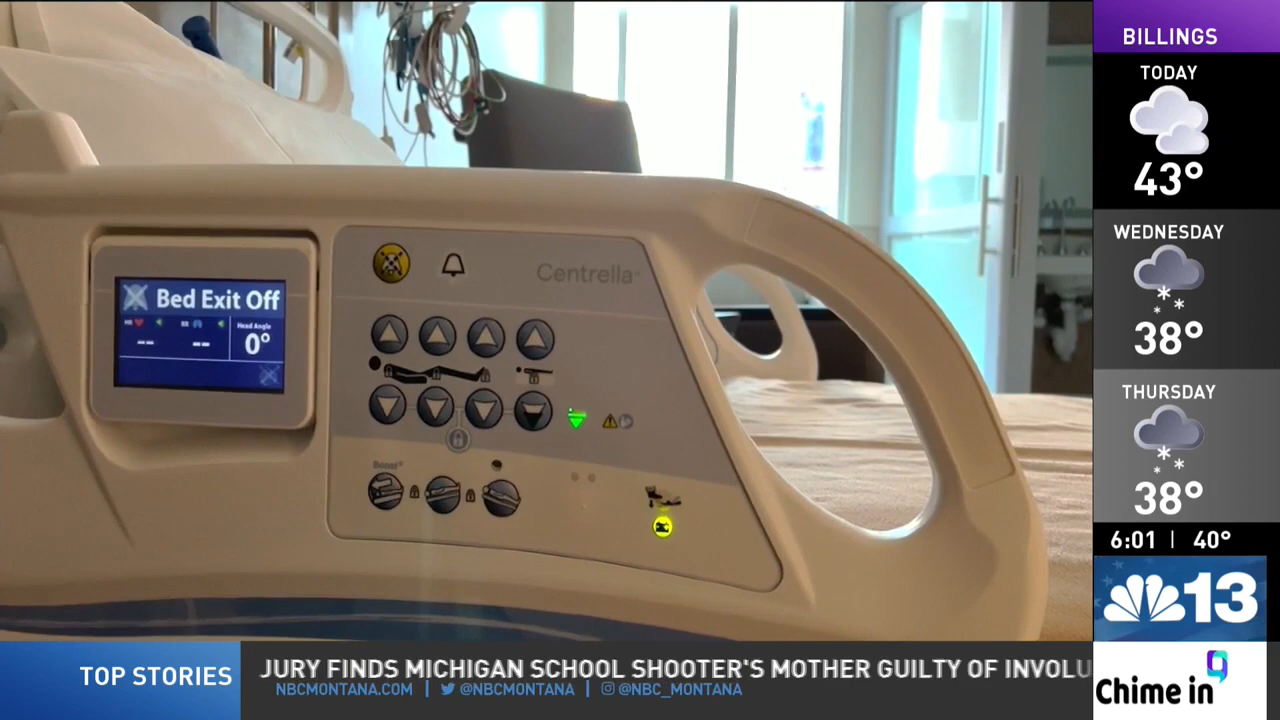 Bed Exit Off
Head Angle
-- -- 0°
Centrella
Boost®
BILLINGS
TODAY
43°
WEDNESDAY
38°
THURSDAY
38°
6:01 | 40°
13
TOP STORIES
JURY FINDS MICHIGAN SCHOOL SHOOTER'S MOTHER GUILTY OF INVOLU
NBCMONTANA.COM | @NBCMONTANA | @NBC_MONTANA
Chime in